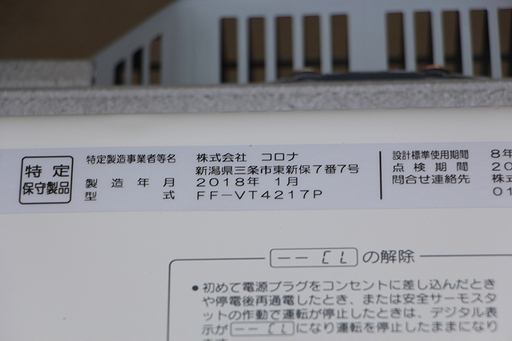 特定
保守製品
特定製造事業者等名 株式会社 コロナ
新潟県三条市東新保7番7号
製造年月 2018年 1月
型式 FF-VT4217P
設計標準使用期間 8年
点検期間 20
問合せ連絡先 株式
01
-- CL の解除
●初めて電源プラグをコンセントに差し込んだとき
や停電後再通電したとき、または安全サーモスタ
ットの作動で運転が停止したときは、デジタル表
示が -- CL になり運転を停止したままになり